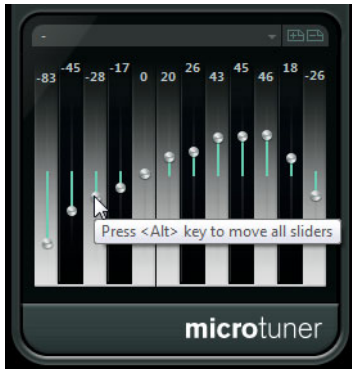 -
-83 -45 -28 -17 0 20 26 43 45 46 18 -26
Press <Alt> key to move all sliders
microtuner